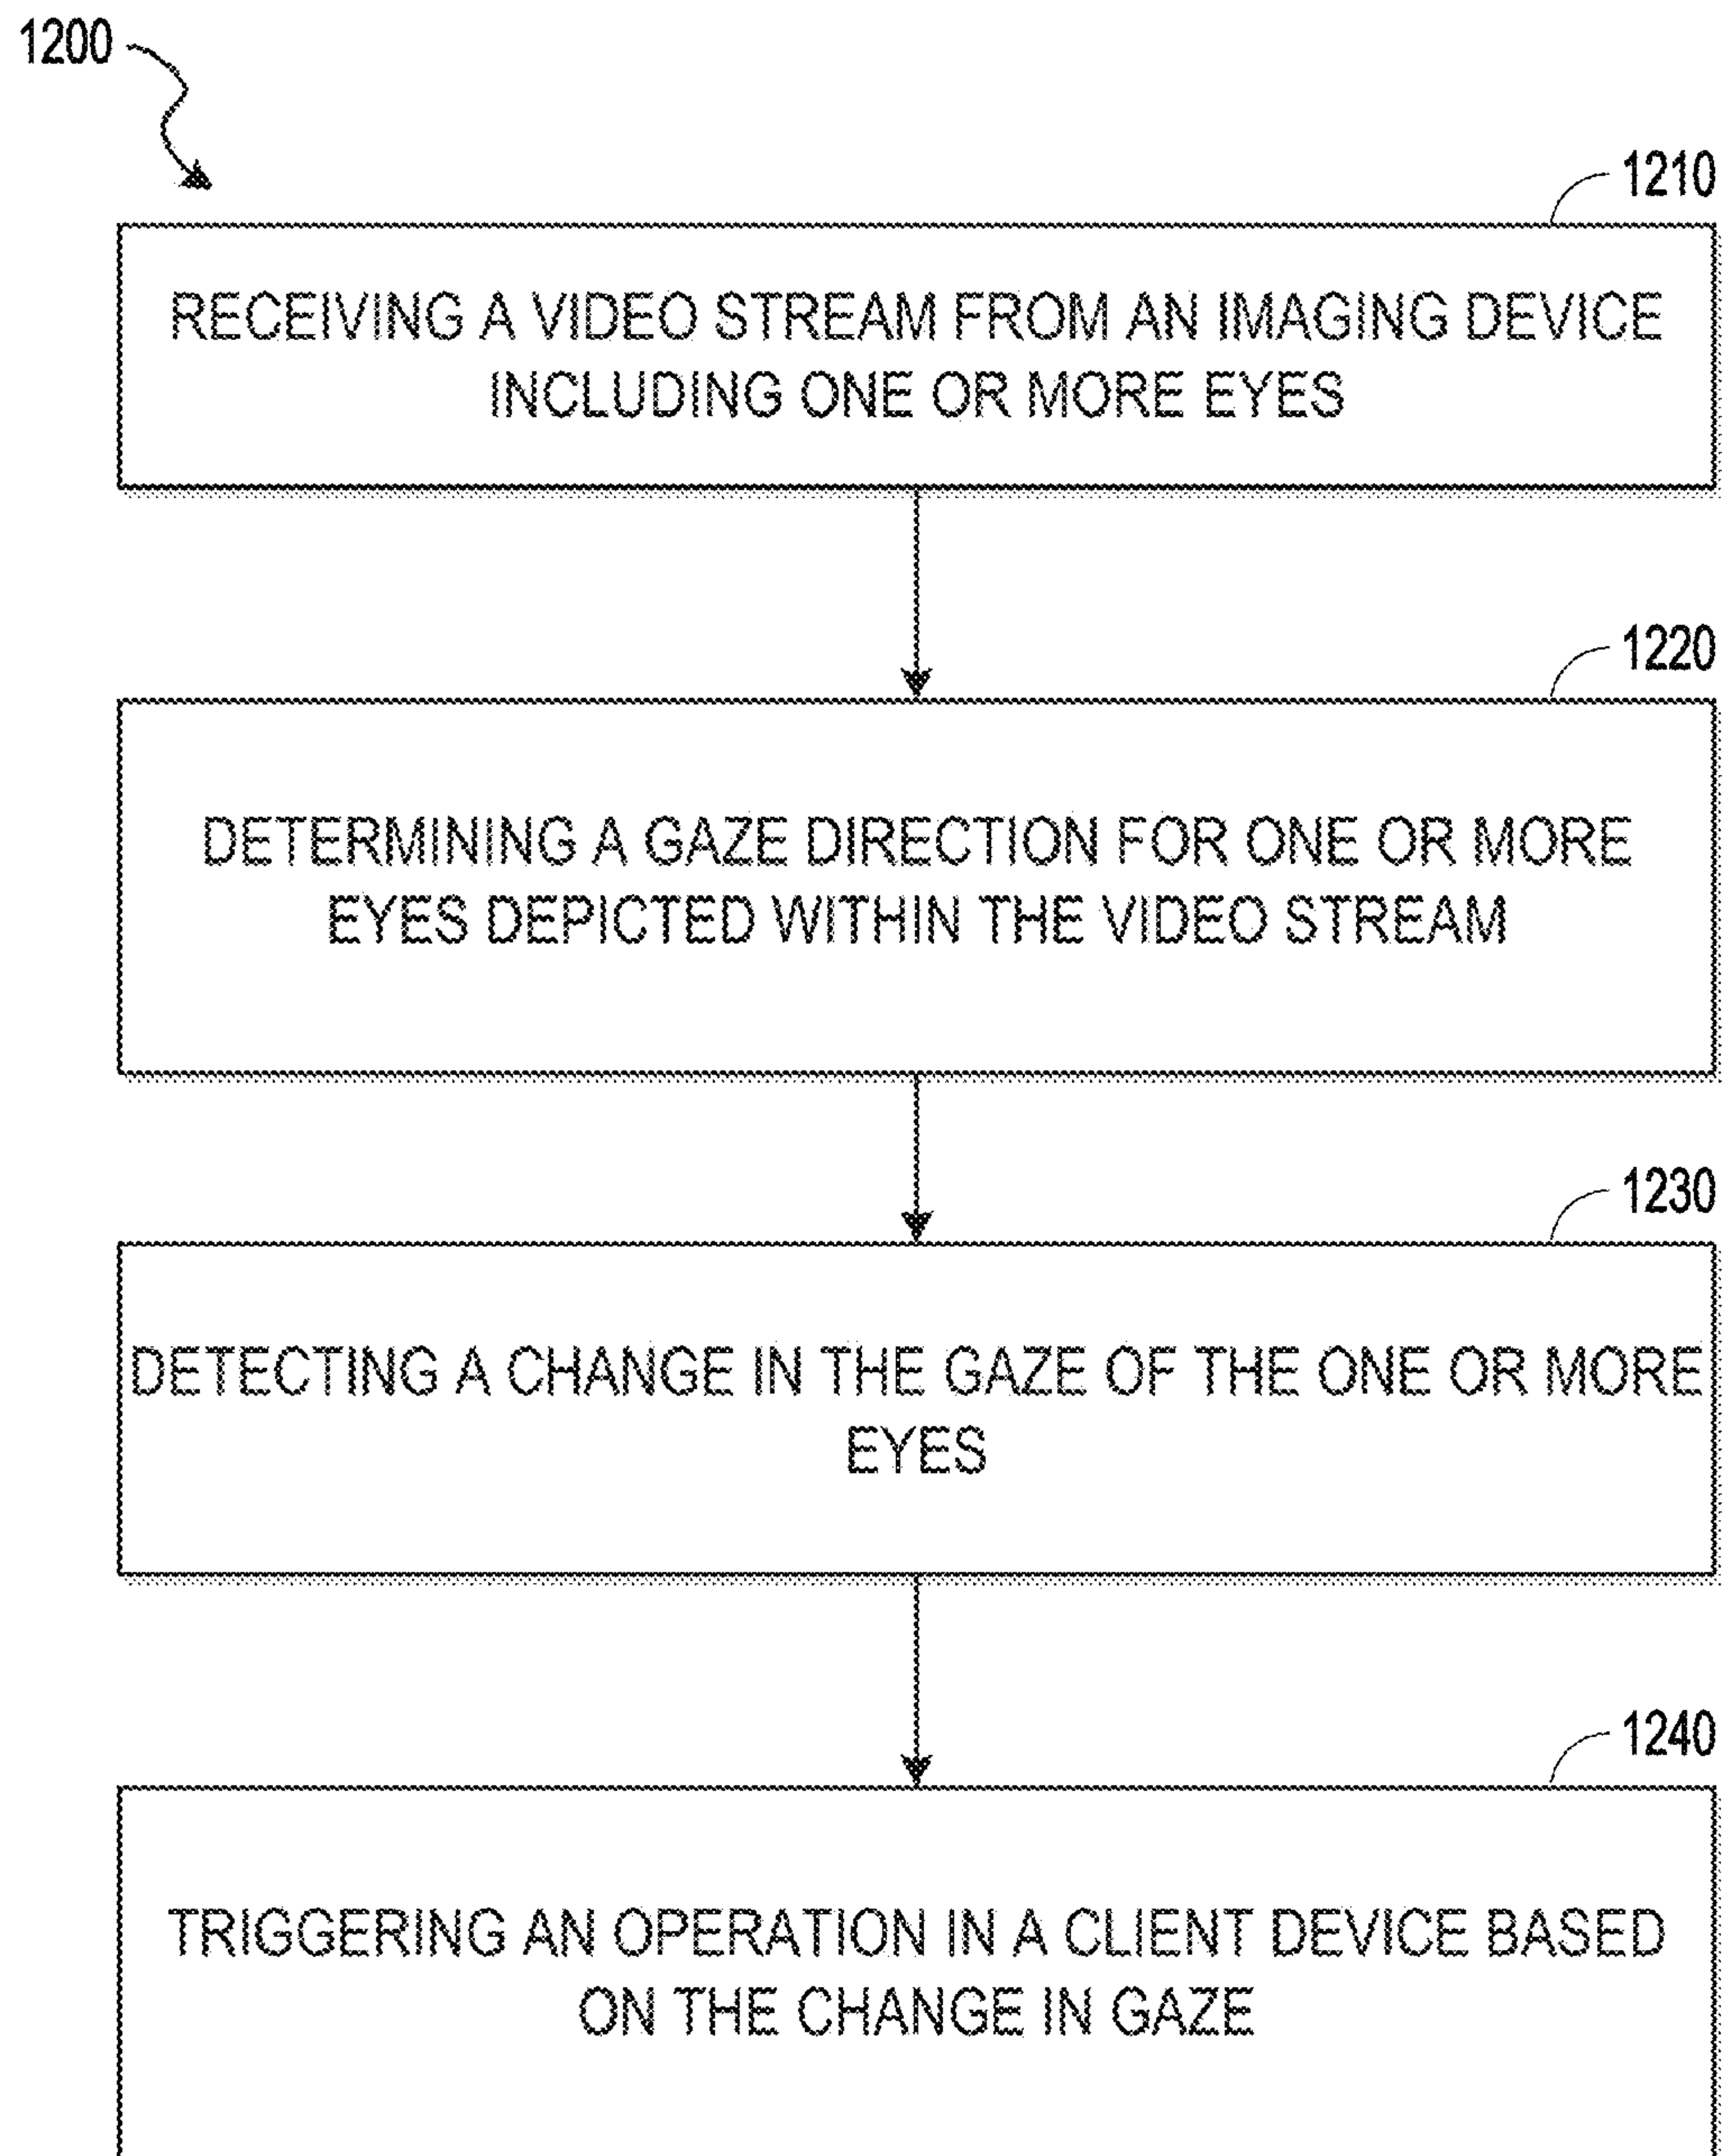 1200
1210
RECEIVING A VIDEO STREAM FROM AN IMAGING DEVICE
INCLUDING ONE OR MORE EYES
1220
DETERMINING A GAZE DIRECTION FOR ONE OR MORE
EYES DEPICTED WITHIN THE VIDEO STREAM
1230
DETECTING A CHANGE IN THE GAZE OF THE ONE OR MORE
EYES
1240
TRIGGERING AN OPERATION IN A CLIENT DEVICE BASED
ON THE CHANGE IN GAZE